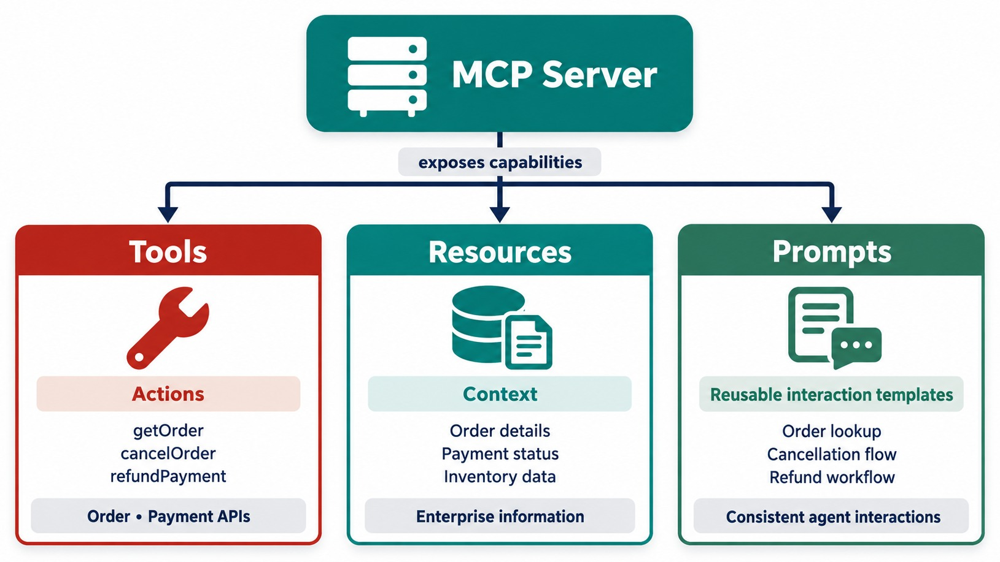 MCP Server
exposes capabilities
Tools
Actions
getOrder
cancelOrder
refundPayment
Order • Payment APIs
Resources
Context
Order details
Payment status
Inventory data
Enterprise information
Prompts
Reusable interaction templates
Order lookup
Cancellation flow
Refund workflow
Consistent agent interactions